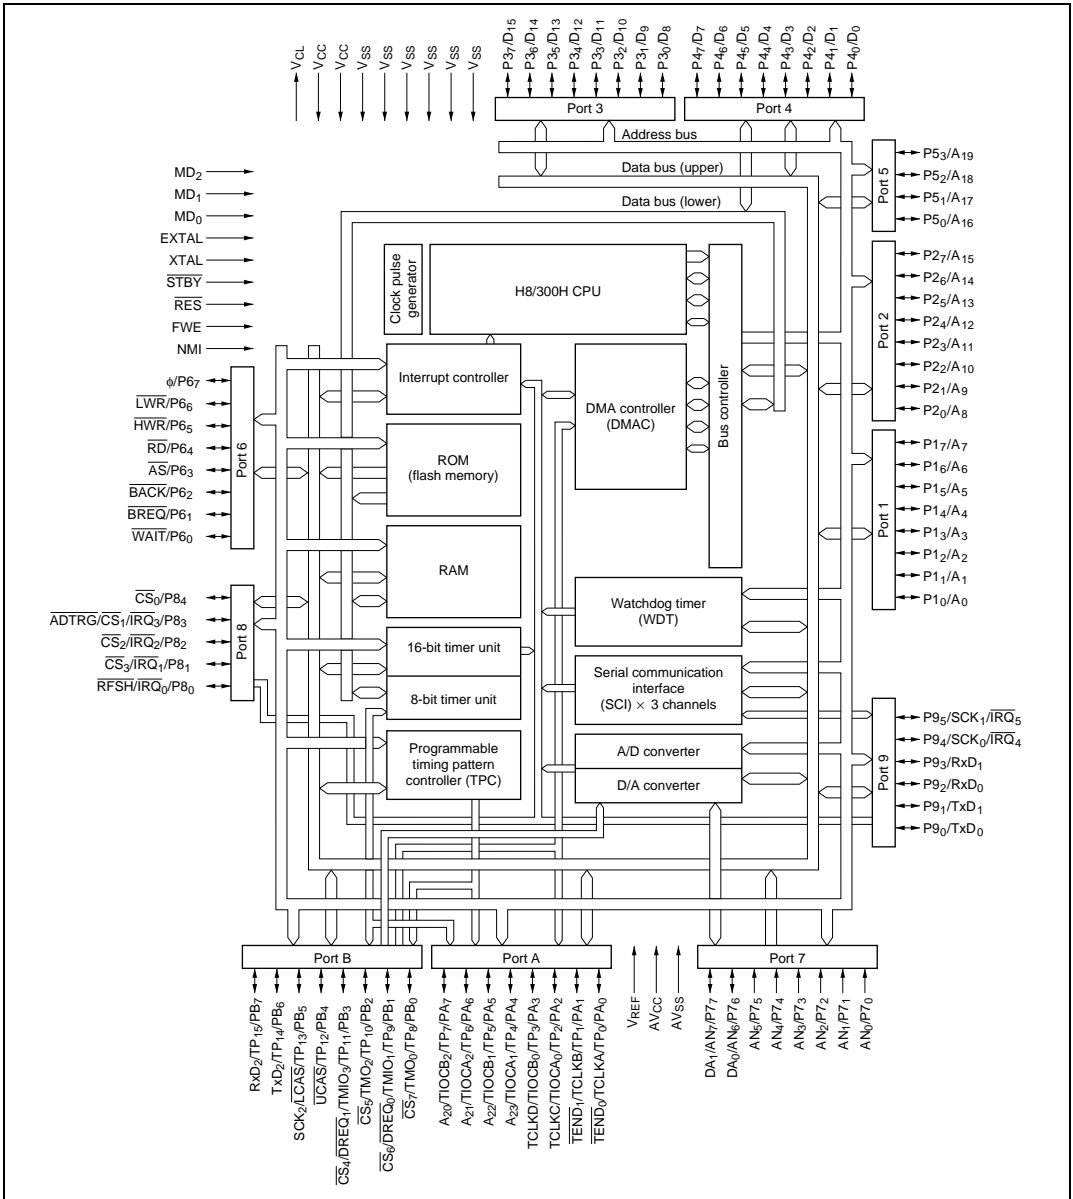 VCL
VCC
VCC
VSS
VSS
VSS
VSS
VSS
VSS
P37/D15
P36/D14
P35/D13
P34/D12
P33/D11
P32/D10
P31/D9
P30/D8
P47/D7
P46/D6
P45/D5
P44/D4
P43/D3
P42/D2
P41/D1
P40/D0
Port 3
Port 4
Address bus
Data bus (upper)
Data bus (lower)
MD2
MD1
MD0
EXTAL
XTAL
STBY
RES
FWE
NMI
φ/P67
LWR/P66
HWR/P65
RD/P64
AS/P63
BACK/P62
BREQ/P61
WAIT/P60
Port 6
CS0/P84
ADTRG/CS1/IRQ3/P83
CS2/IRQ2/P82
CS3/IRQ1/P81
RFSH/IRQ0/P80
Port 8
Clock pulse
generator
H8/300H CPU
Interrupt controller
ROM
(flash memory)
RAM
16-bit timer unit
8-bit timer unit
Programmable
timing pattern
controller (TPC)
DMA controller
(DMAC)
Bus controller
Watchdog timer
(WDT)
Serial communication
interface
(SCI) × 3 channels
A/D converter
D/A converter
Port 5
P53/A19
P52/A18
P51/A17
P50/A16
Port 2
P27/A15
P26/A14
P25/A13
P24/A12
P23/A11
P22/A10
P21/A9
P20/A8
Port 1
P17/A7
P16/A6
P15/A5
P14/A4
P13/A3
P12/A2
P11/A1
P10/A0
Port 9
P95/SCK1/IRQ5
P94/SCK0/IRQ4
P93/RxD1
P92/RxD0
P91/TxD1
P90/TxD0
Port B
Port A
Port 7
RxD2/TP15/PB7
TxD2/TP14/PB6
SCK2/LCAS/TP13/PB5
UCAS/TP12/PB4
CS4/DREQ1/TMIO3/TP11/PB3
CS5/TMO2/TP10/PB2
CS6/DREQ0/TMIO1/TP9/PB1
CS7/TMO0/TP8/PB0
A20/TIOCB2/TP7/PA7
A21/TIOCA2/TP6/PA6
A22/TIOCB1/TP5/PA5
A23/TIOCA1/TP4/PA4
TCLKD/TIOCB0/TP3/PA3
TCLKC/TIOCA0/TP2/PA2
TEND1/TCLKB/TP1/PA1
TEND0/TCLKA/TP0/PA0
VREF
AVCC
AVSS
DA1/AN7/P77
DA0/AN6/P76
AN5/P75
AN4/P74
AN3/P73
AN2/P72
AN1/P71
AN0/P70